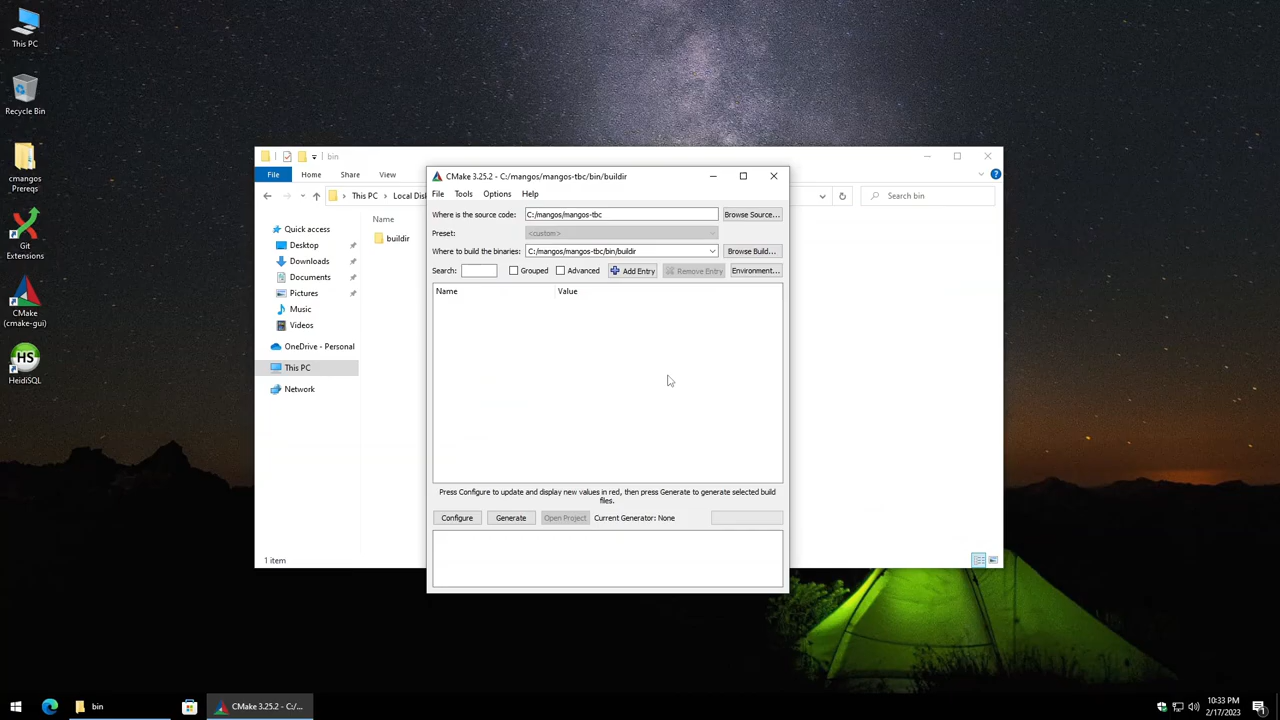 This PC
Recycle Bin
cmangos
Prereqs
Git
Extensions
CMake
(cmake-gui)
HS
HeidiSQL
bin
File
Home
Share
View
This PC
Local Dis
Search bin
Name
Quick access
Desktop
Downloads
Documents
Pictures
Music
Videos
OneDrive - Personal
This PC
Network
buildir
1 item
CMake 3.25.2 - C:/mangos/mangos-tbc/bin/buildir
File Tools Options Help
Where is the source code: C:/mangos/mangos-tbc Browse Source...
Preset: <custom>
Where to build the binaries: C:/mangos/mangos-tbc/bin/buildir Browse Build...
Search: Grouped Advanced Add Entry Remove Entry Environment...
Name Value
Press Configure to update and display new values in red, then press Generate to generate selected build
files.
Configure Generate Open Project Current Generator: None
bin
CMake 3.25.2 - C:/...
10:33 PM
2/17/2023
1